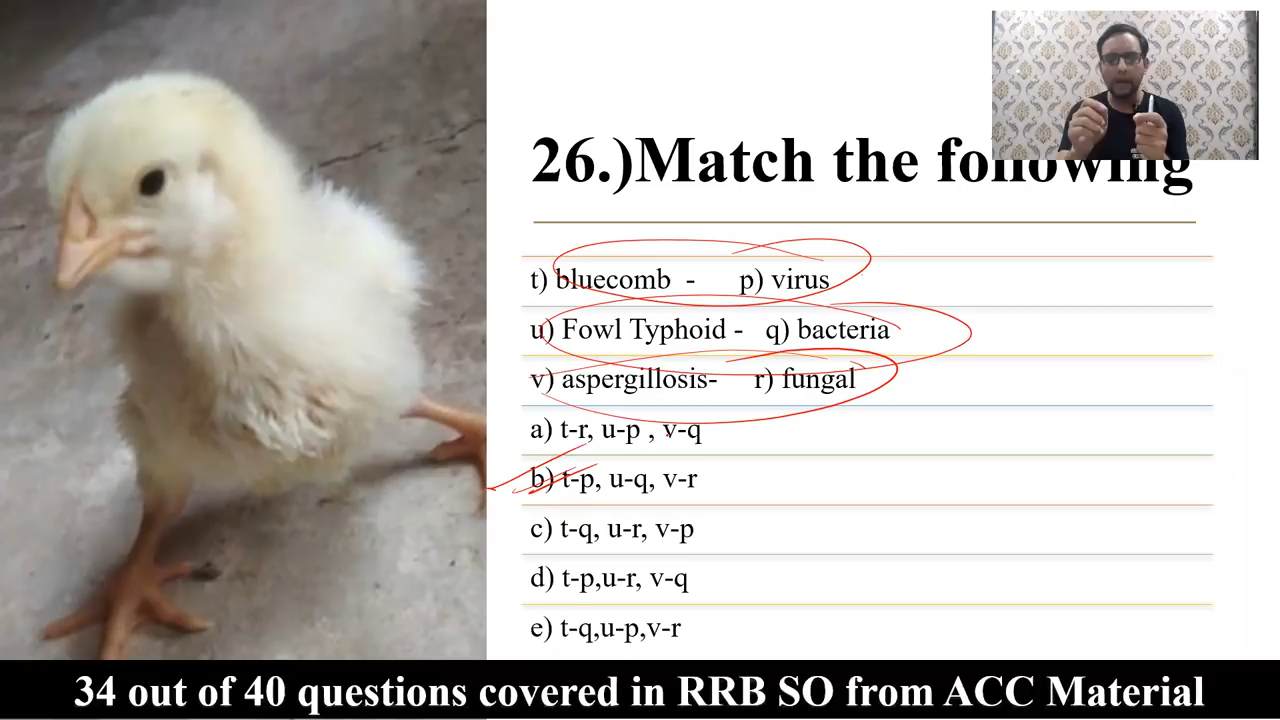 26.)Match the following
t) bluecomb - p) virus
u) Fowl Typhoid - q) bacteria
v) aspergillosis- r) fungal
a) t-r, u-p , v-q
b) t-p, u-q, v-r
c) t-q, u-r, v-p
d) t-p,u-r, v-q
e) t-q,u-p,v-r
34 out of 40 questions covered in RRB SO from ACC Material